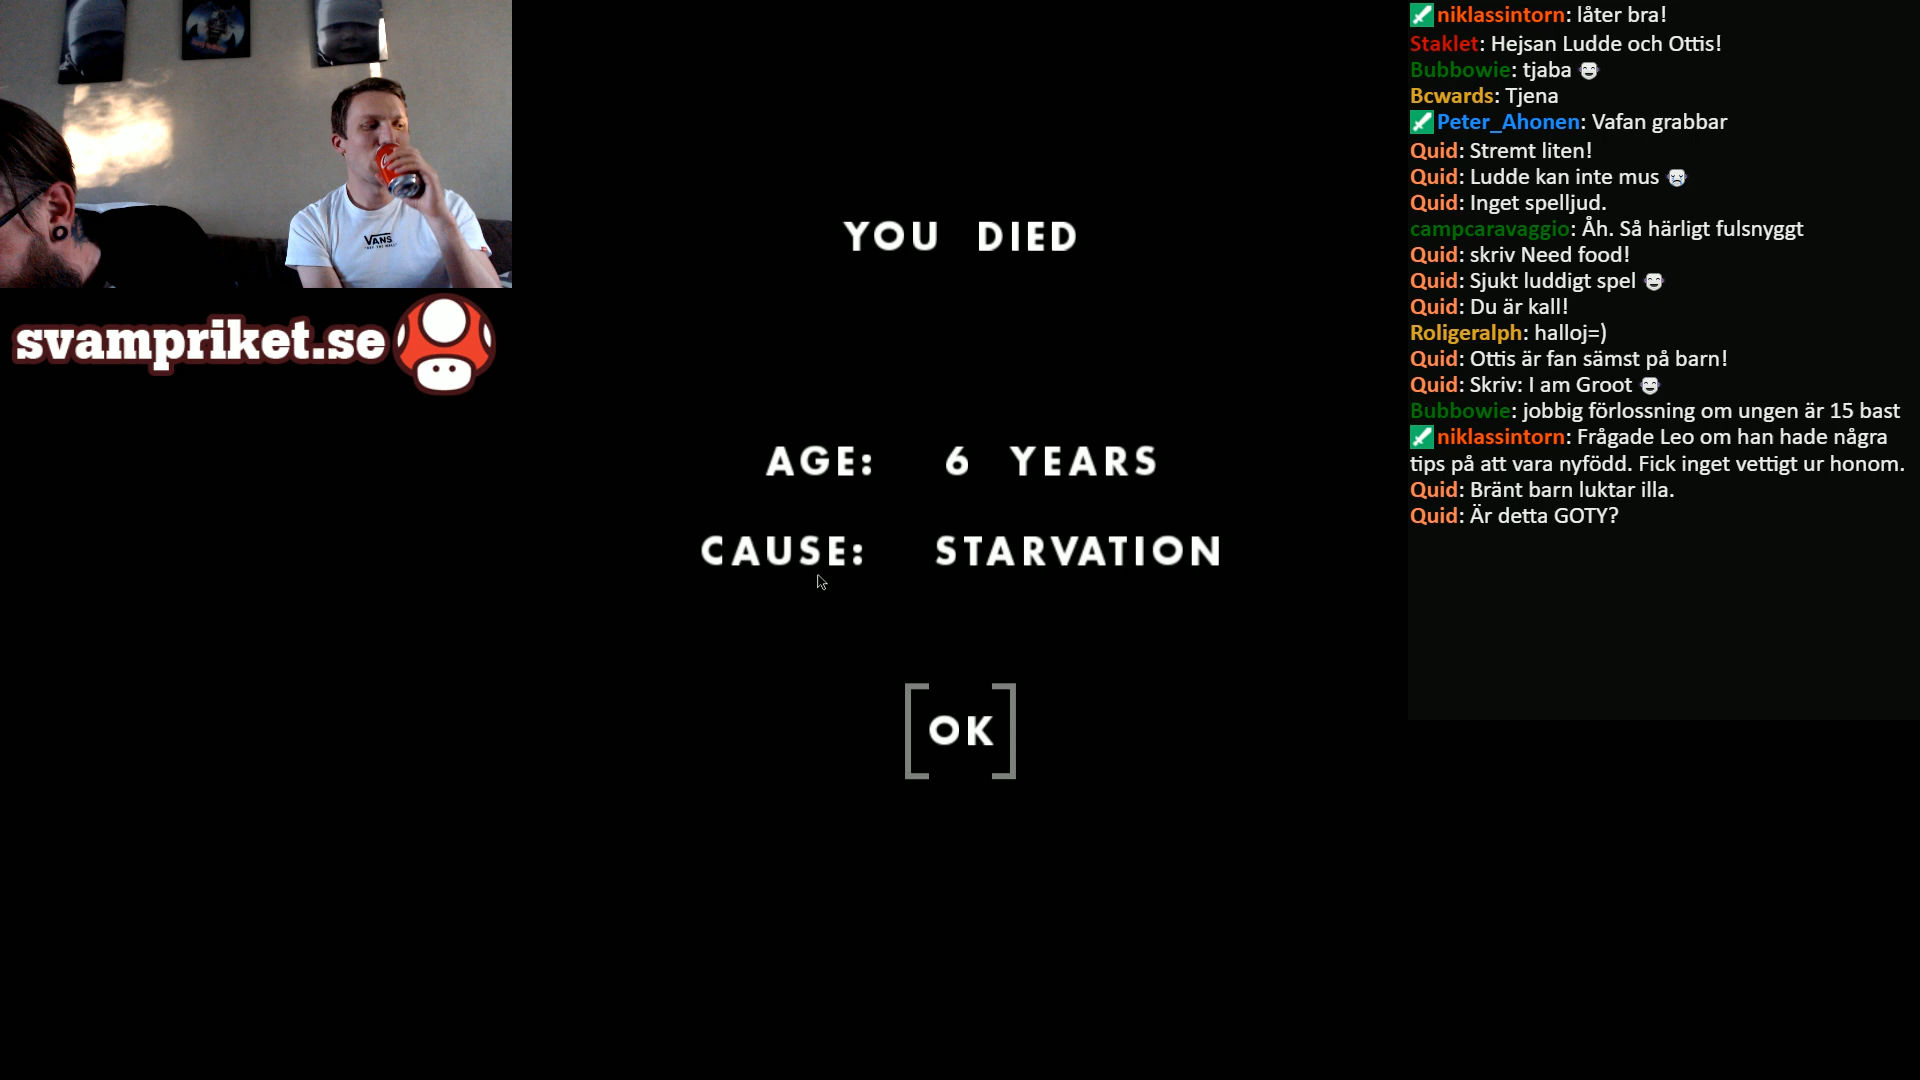 VANS
svampriket.se
YOU DIED
AGE: 6 YEARS
CAUSE: STARVATION
OK
niklassintorn: låter bra!
Staklet: Hejsan Ludde och Ottis!
Bubbowie: tjaba
Bcwards: Tjena
Peter_Ahonen: Vafan grabbar
Quid: Stremt liten!
Quid: Ludde kan inte mus
Quid: Inget spelljud.
campcaravaggio: Åh. Så härligt fulsnyggt
Quid: skriv Need food!
Quid: Sjukt luddigt spel
Quid: Du är kall!
Roligeralph: halloj=)
Quid: Ottis är fan sämst på barn!
Quid: Skriv: I am Groot
Bubbowie: jobbig förlossning om ungen är 15 bast
niklassintorn: Frågade Leo om han hade några
tips på att vara nyfödd. Fick inget vettigt ur honom.
Quid: Bränt barn luktar illa.
Quid: Är detta GOTY?